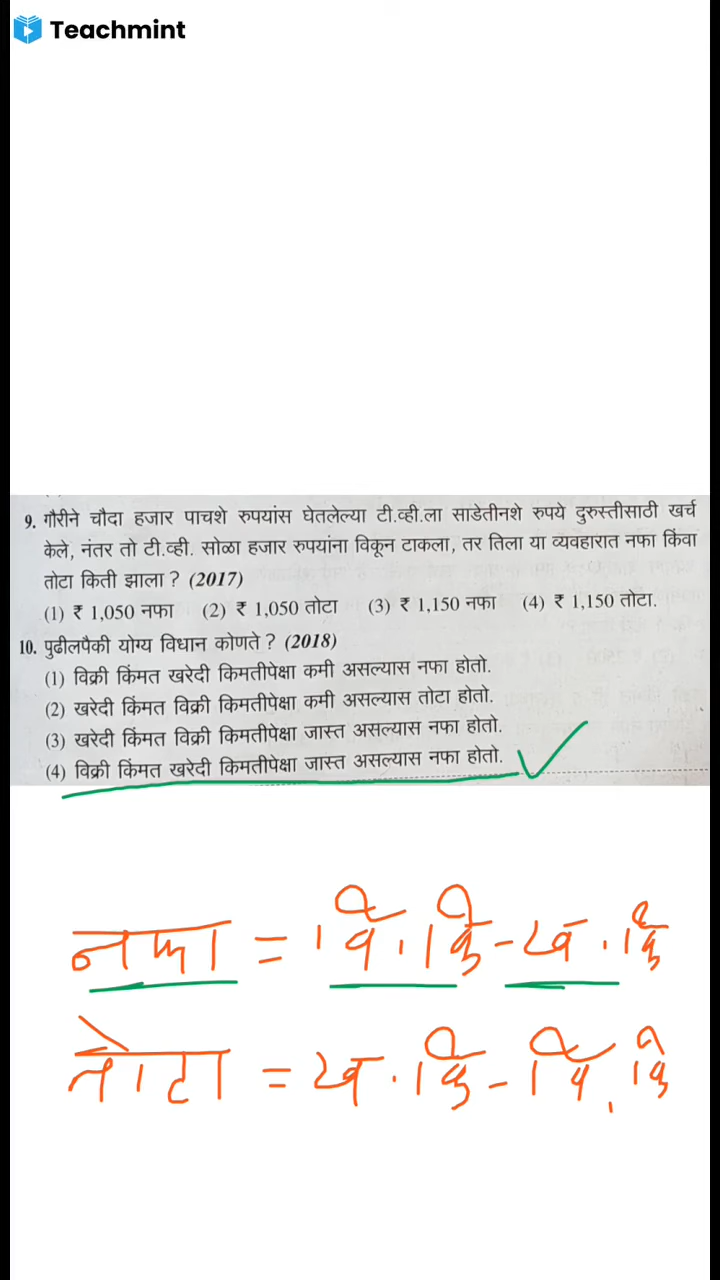 Teachmint
9. गौरीने चौदा हजार पाचशे रुपयांस घेतलेल्या टी.व्ही.ला साडेतीनशे रुपये दुरुस्तीसाठी खर्च
केले, नंतर तो टी.व्ही. सोळा हजार रुपयांना विकून टाकला, तर तिला या व्यवहारात नफा किंवा
तोटा किती झाला ? (2017)
(1) ₹ 1,050 नफा (2) ₹ 1,050 तोटा (3) ₹ 1,150 नफा (4) ₹ 1,150 तोटा.
10. पुढीलपैकी योग्य विधान कोणते ? (2018)
(1) विक्री किंमत खरेदी किमतीपेक्षा कमी असल्यास नफा होतो.
(2) खरेदी किंमत विक्री किमतीपेक्षा कमी असल्यास तोटा होतो.
(3) खरेदी किंमत विक्री किमतीपेक्षा जास्त असल्यास नफा होतो.
(4) विक्री किंमत खरेदी किमतीपेक्षा जास्त असल्यास नफा होतो.
नफा = वि.किं - ख.किं
तोटा = ख.किं - वि.किं